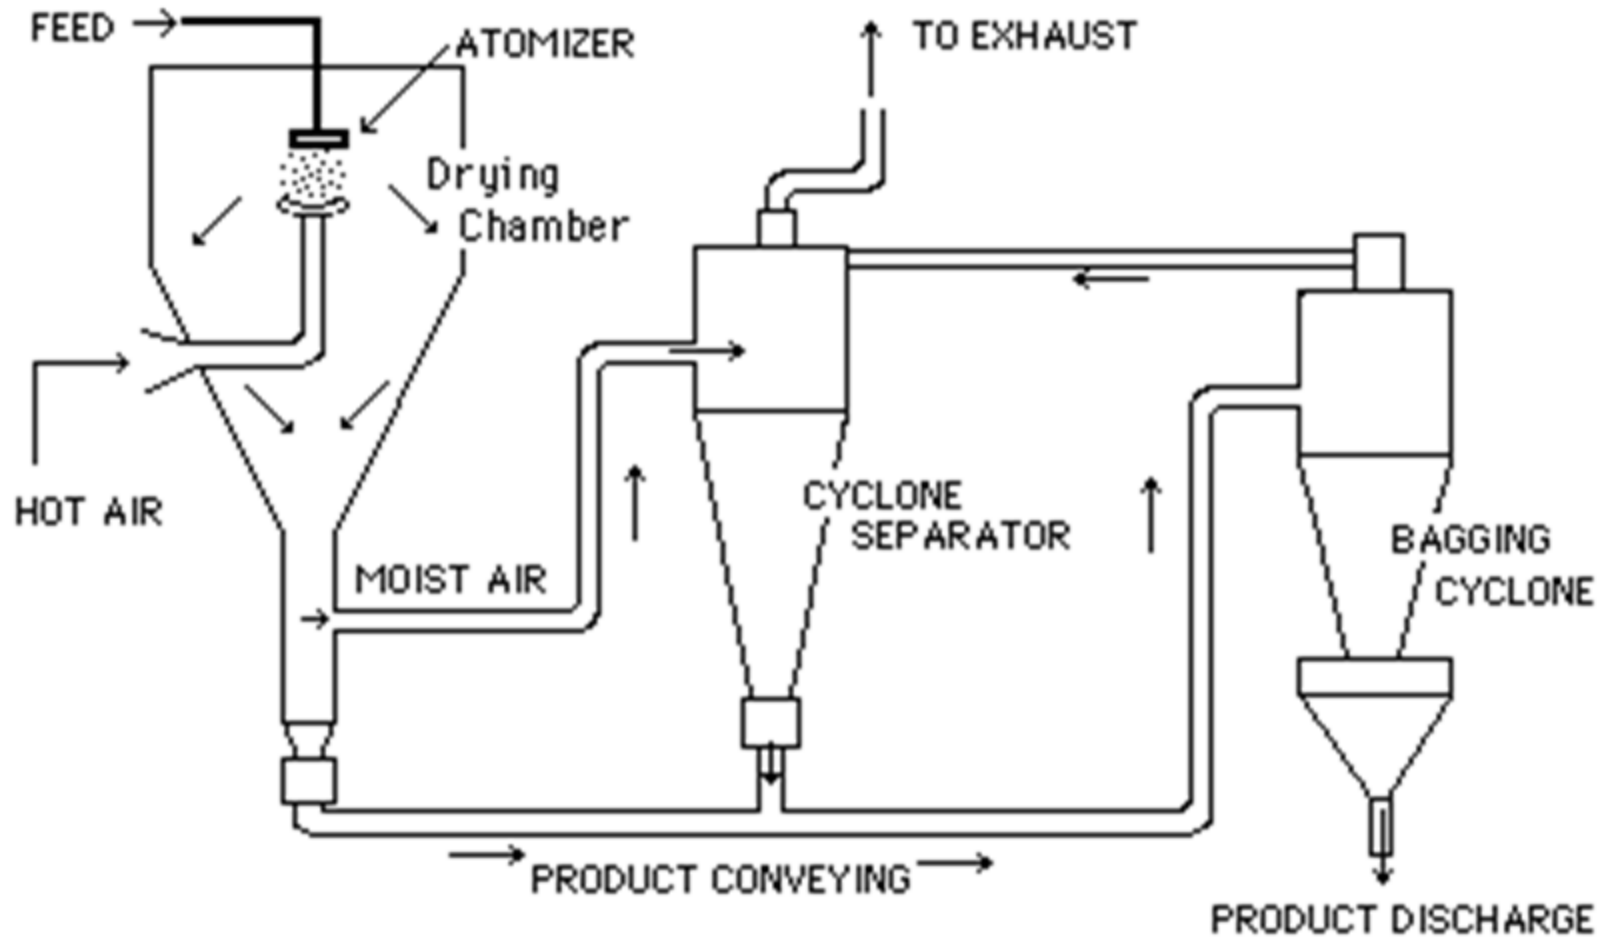 FEED
ATOMIZER
TO EXHAUST
Drying
Chamber
HOT AIR
CYCLONE
SEPARATOR
BAGGING
CYCLONE
MOIST AIR
PRODUCT CONVEYING
PRODUCT DISCHARGE